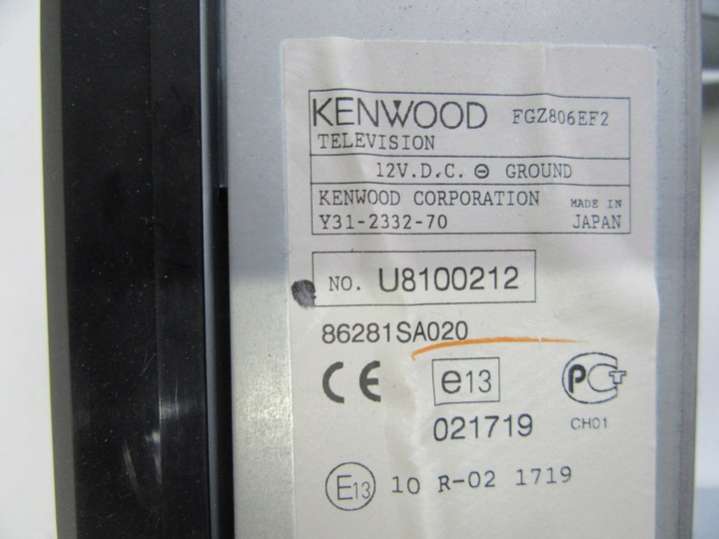 KENWOOD FGZ806EF2
TELEVISION
12V.D.C. ⊖ GROUND
KENWOOD CORPORATION MADE IN
Y31-2332-70 JAPAN
NO. U8100212
86281SA020
CE e13 PCT
021719 CH01
E13 10 R-02 1719